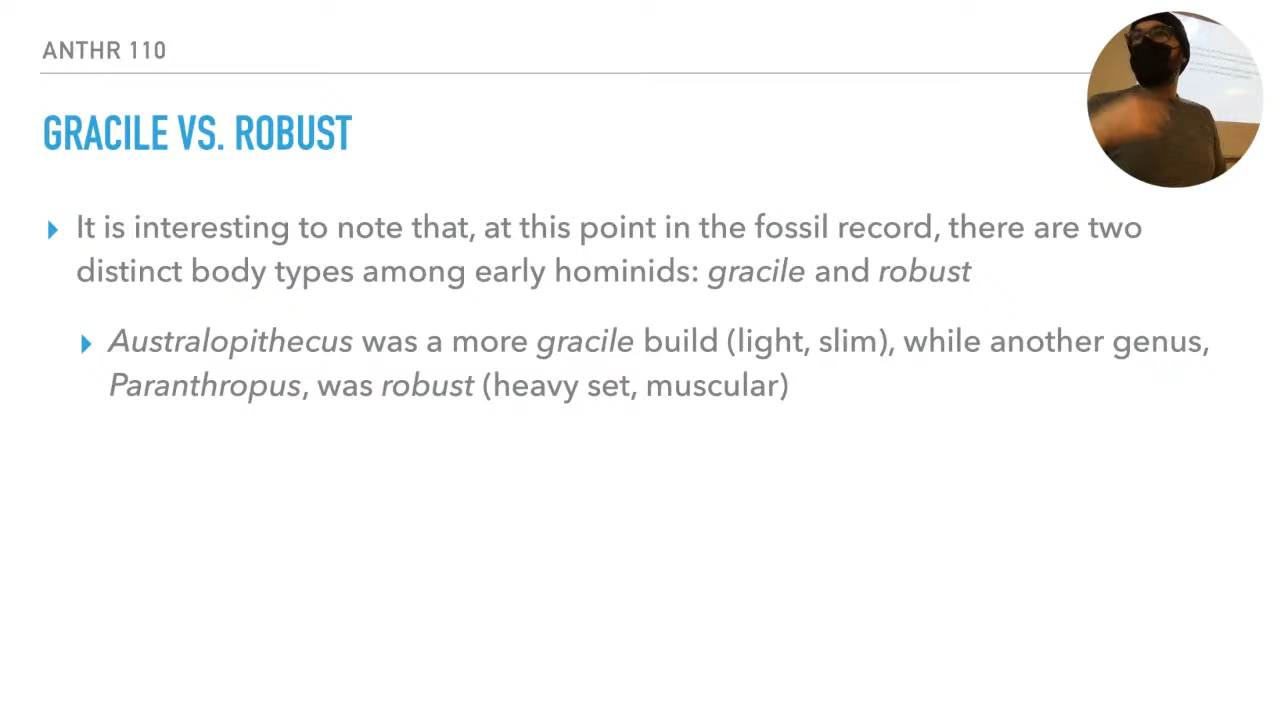 ANTHR 110
GRACILE VS. ROBUST
It is interesting to note that, at this point in the fossil record, there are two
distinct body types among early hominids: gracile and robust
Australopithecus was a more gracile build (light, slim), while another genus,
Paranthropus, was robust (heavy set, muscular)